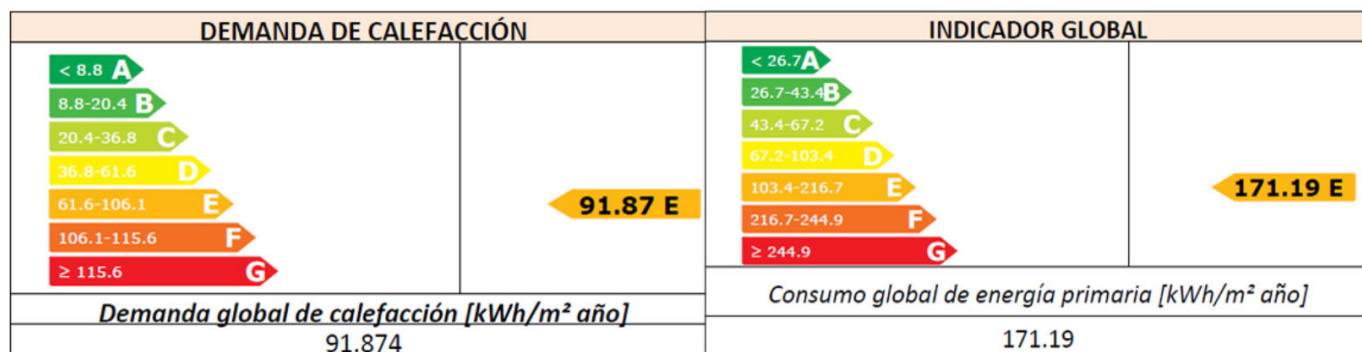 DEMANDA DE CALEFACCIÓN
< 8.8 A
8.8-20.4 B
20.4-36.8 C
36.8-61.6 D
61.6-106.1 E
106.1-115.6 F
≥ 115.6 G
91.87 E
Demanda global de calefacción [kWh/m² año]
91.874
INDICADOR GLOBAL
< 26.7 A
26.7-43.4 B
43.4-67.2 C
67.2-103.4 D
103.4-216.7 E
216.7-244.9 F
≥ 244.9 G
171.19 E
Consumo global de energía primaria [kWh/m² año]
171.19